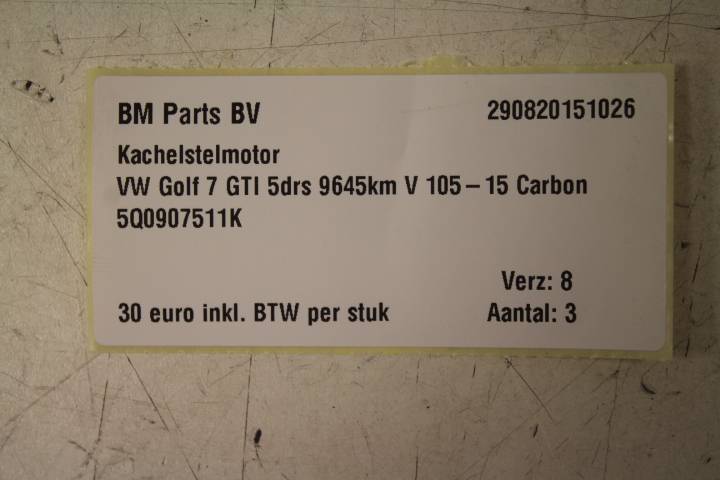 BM Parts BV 290820151026
Kachelstelmotor
VW Golf 7 GTI 5drs 9645km V 105-15 Carbon
5Q0907511K
Verz: 8
30 euro inkl. BTW per stuk Aantal: 3